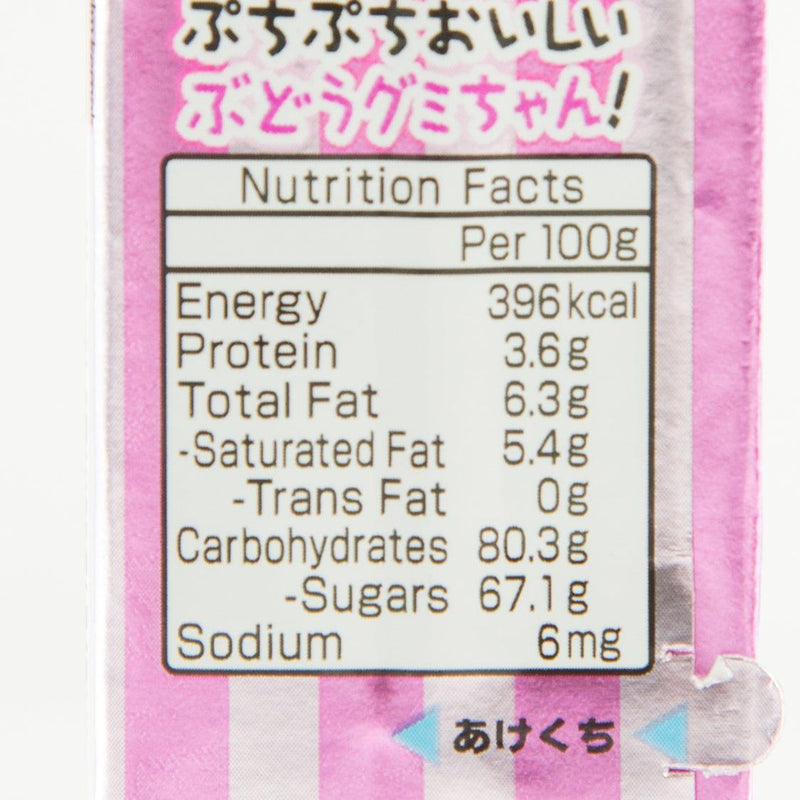 ぷちぷちおいしい
ぶどうグミちゃん!
Nutrition Facts
Per 100g
Energy 396kcal
Protein 3.6g
Total Fat 6.3g
-Saturated Fat 5.4g
-Trans Fat 0g
Carbohydrates 80.3g
-Sugars 67.1g
Sodium 6mg
あけくち